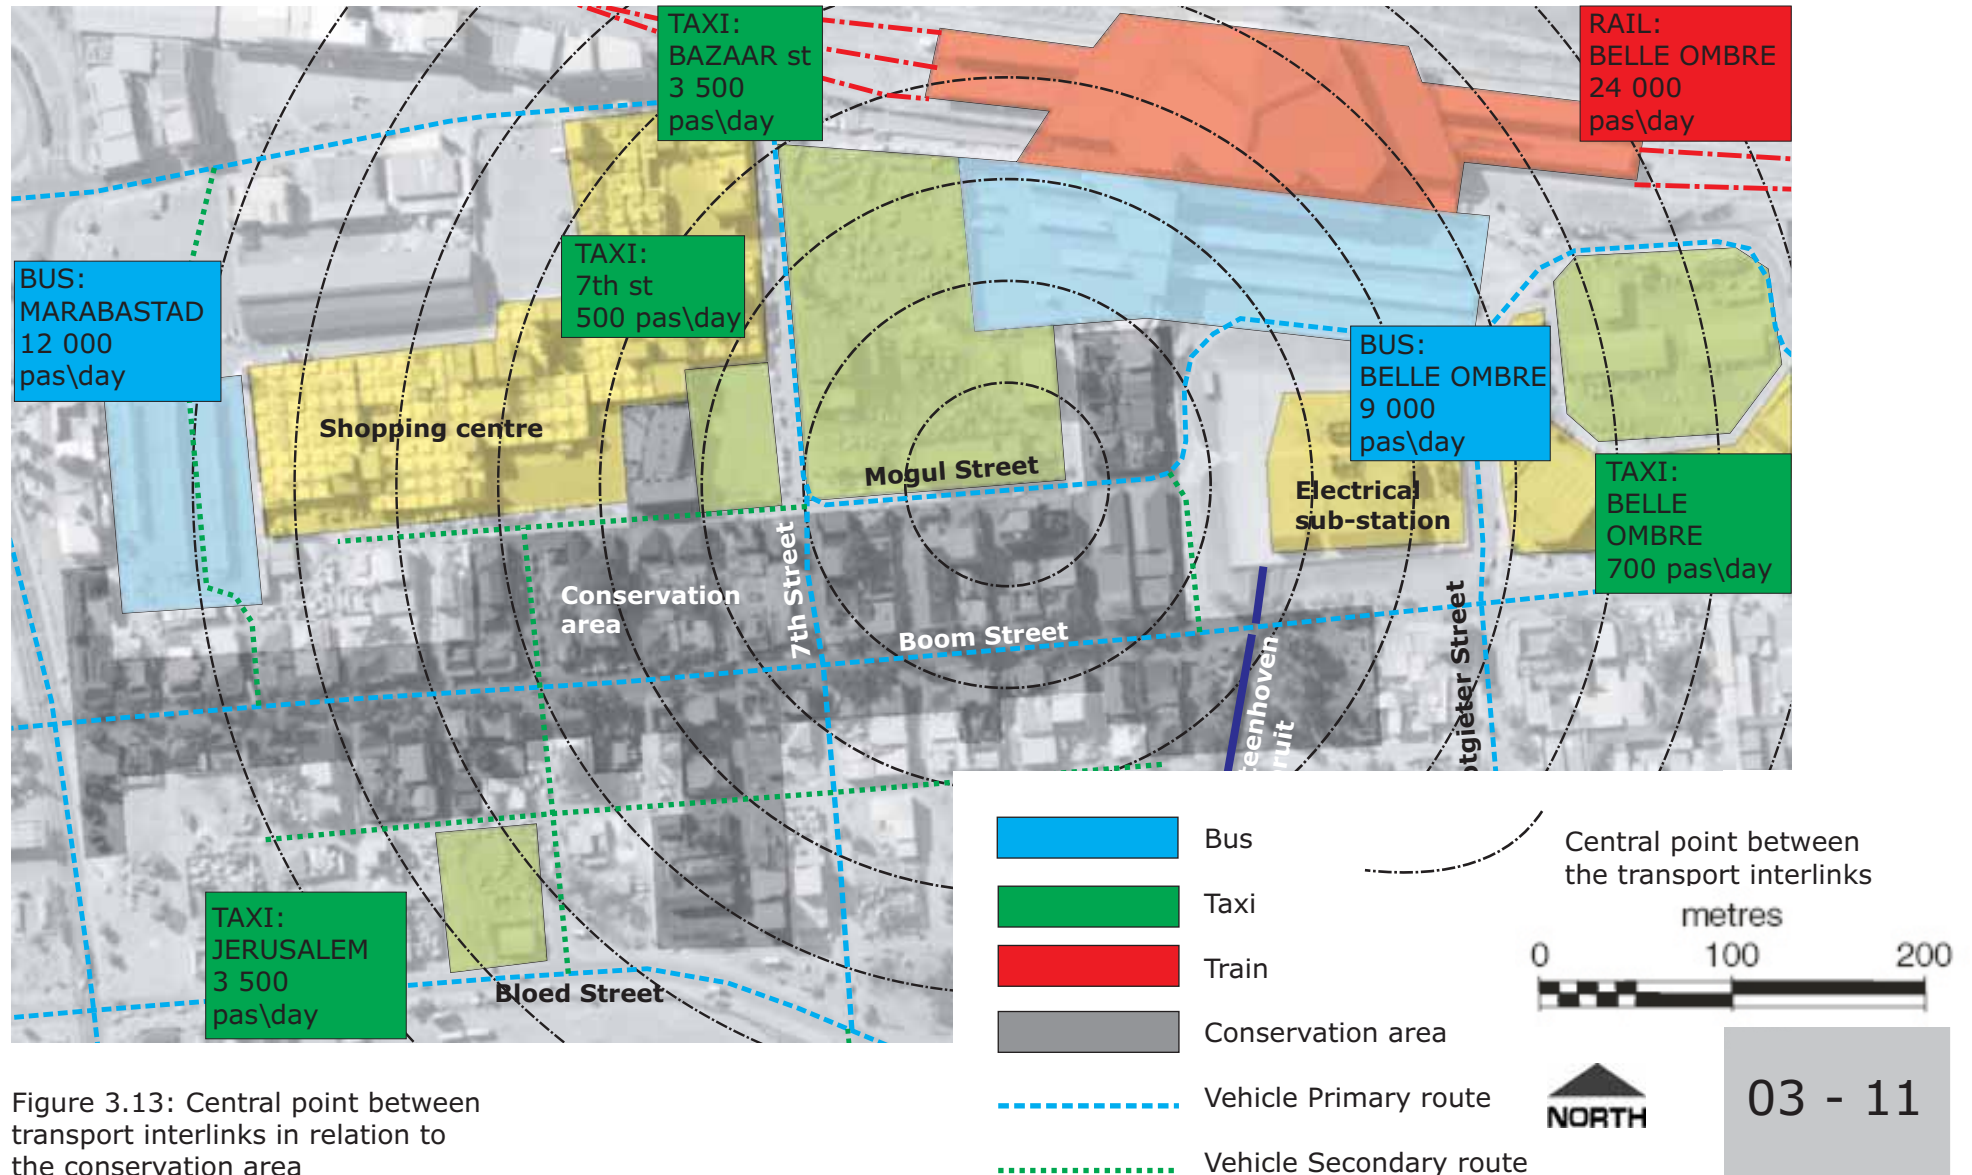 TAXI:
BAZAAR st
3 500
pas\day
RAIL:
BELLE OMBRE
24 000
pas\day
TAXI:
7th st
500 pas\day
BUS:
MARABASTAD
12 000
pas\day
BUS:
BELLE OMBRE
9 000
pas\day
Shopping centre
Mogul Street
Electrical
sub-station
TAXI:
BELLE
OMBRE
700 pas\day
7th Street
Conservation
area
Boom Street
teenhoven
ruit
otgieter Street
TAXI:
JERUSALEM
3 500
pas\day
Bloed Street
Bus
Taxi
Train
Conservation area
Vehicle Primary route
Vehicle Secondary route
Central point between
the transport interlinks
metres
0 100 200
NORTH
03 - 11
Figure 3.13: Central point between
transport interlinks in relation to
the conservation area